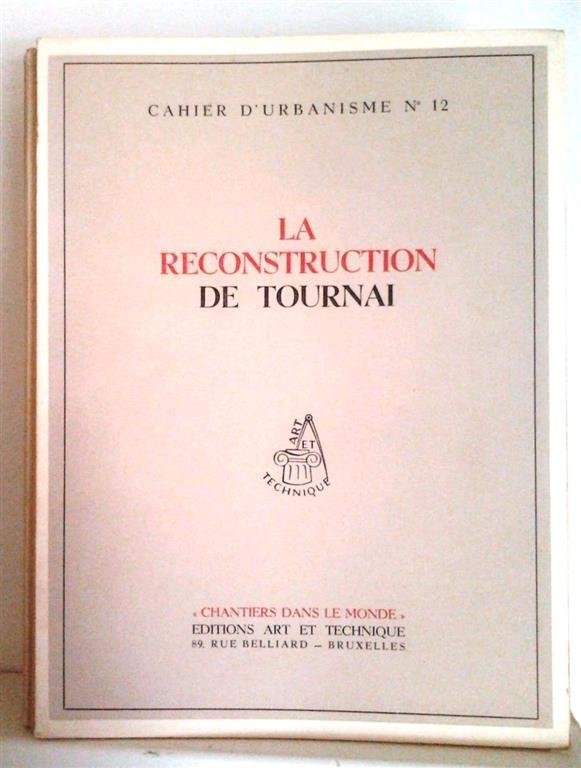 CAHIER D'URBANISME Nº 12
LA
RECONSTRUCTION
DE TOURNAI
ART
ET
TECHNIQUE
« CHANTIERS DANS LE MONDE »
EDITIONS ART ET TECHNIQUE
89, RUE BELLIARD – BRUXELLES